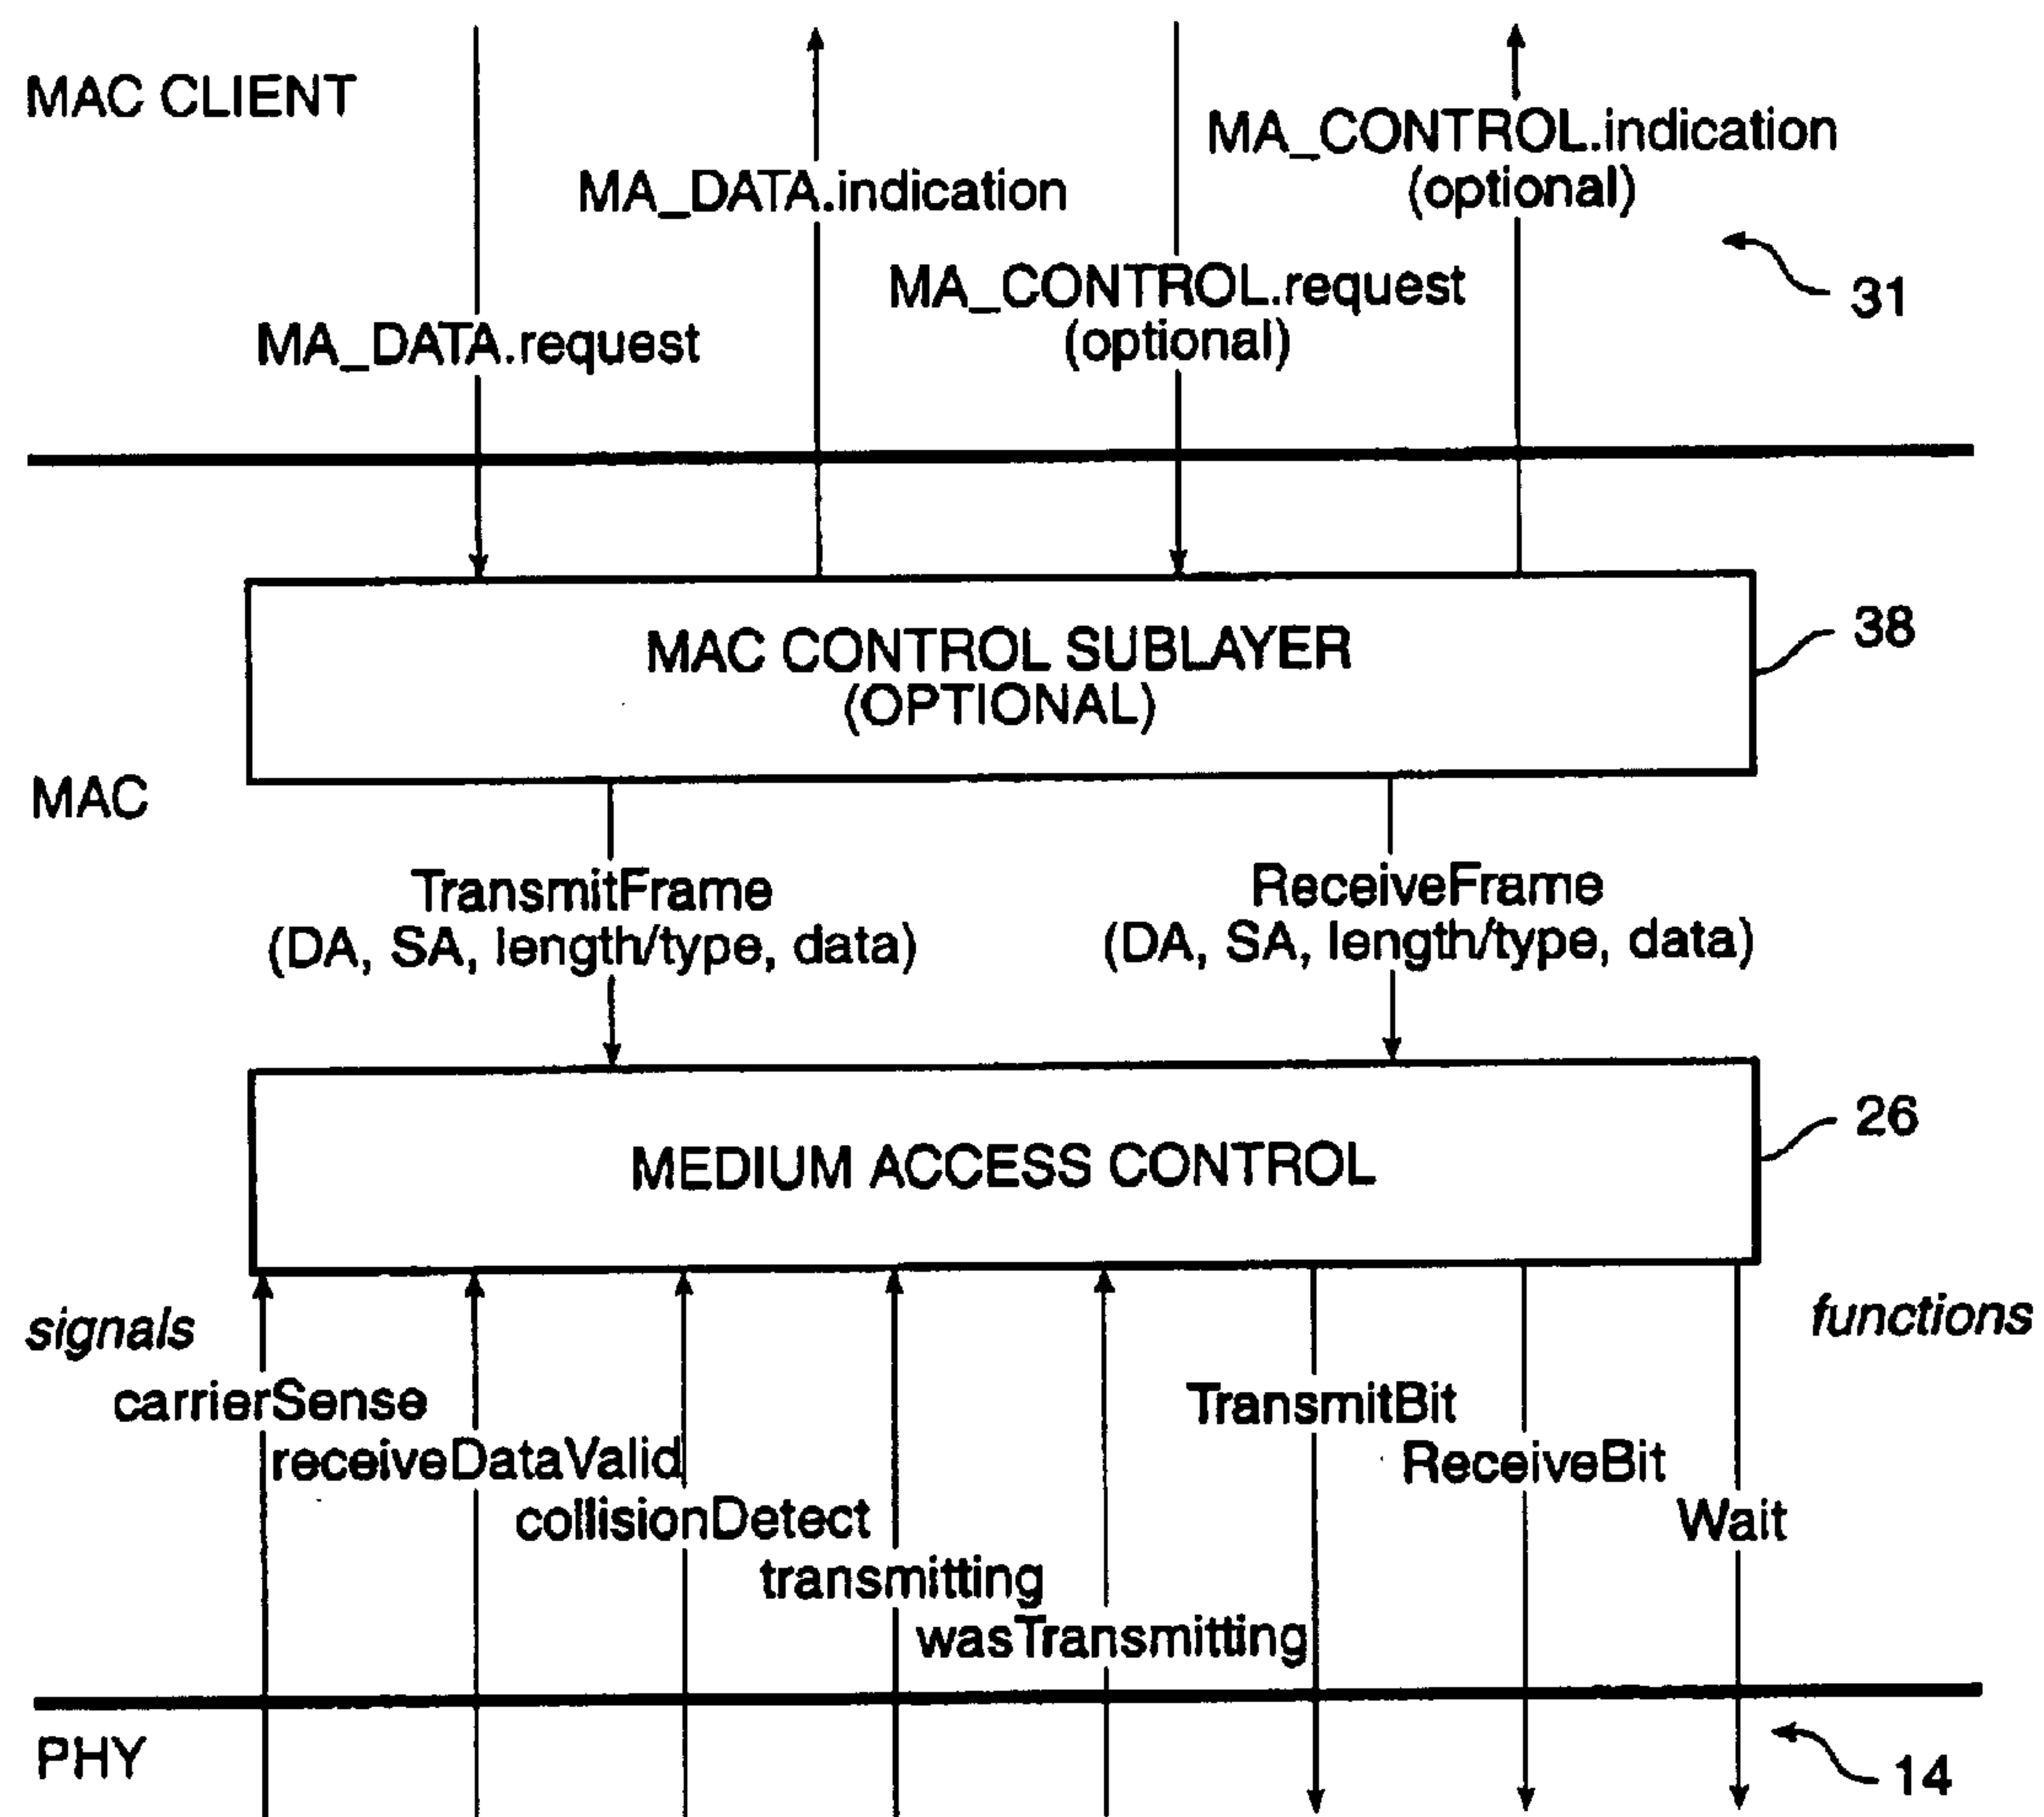 MAC CLIENT
MA_CONTROL.indication
(optional)
MA_DATA.indication
MA_CONTROL.request
(optional)
31
MA_DATA.request
MAC CONTROL SUBLAYER
(OPTIONAL)
38
MAC
TransmitFrame
(DA, SA, length/type, data)
ReceiveFrame
(DA, SA, length/type, data)
MEDIUM ACCESS CONTROL
26
signals
functions
carrierSense
TransmitBit
receiveDataValid
ReceiveBit
collisionDetect
Wait
transmitting
wasTransmitting
PHY
14